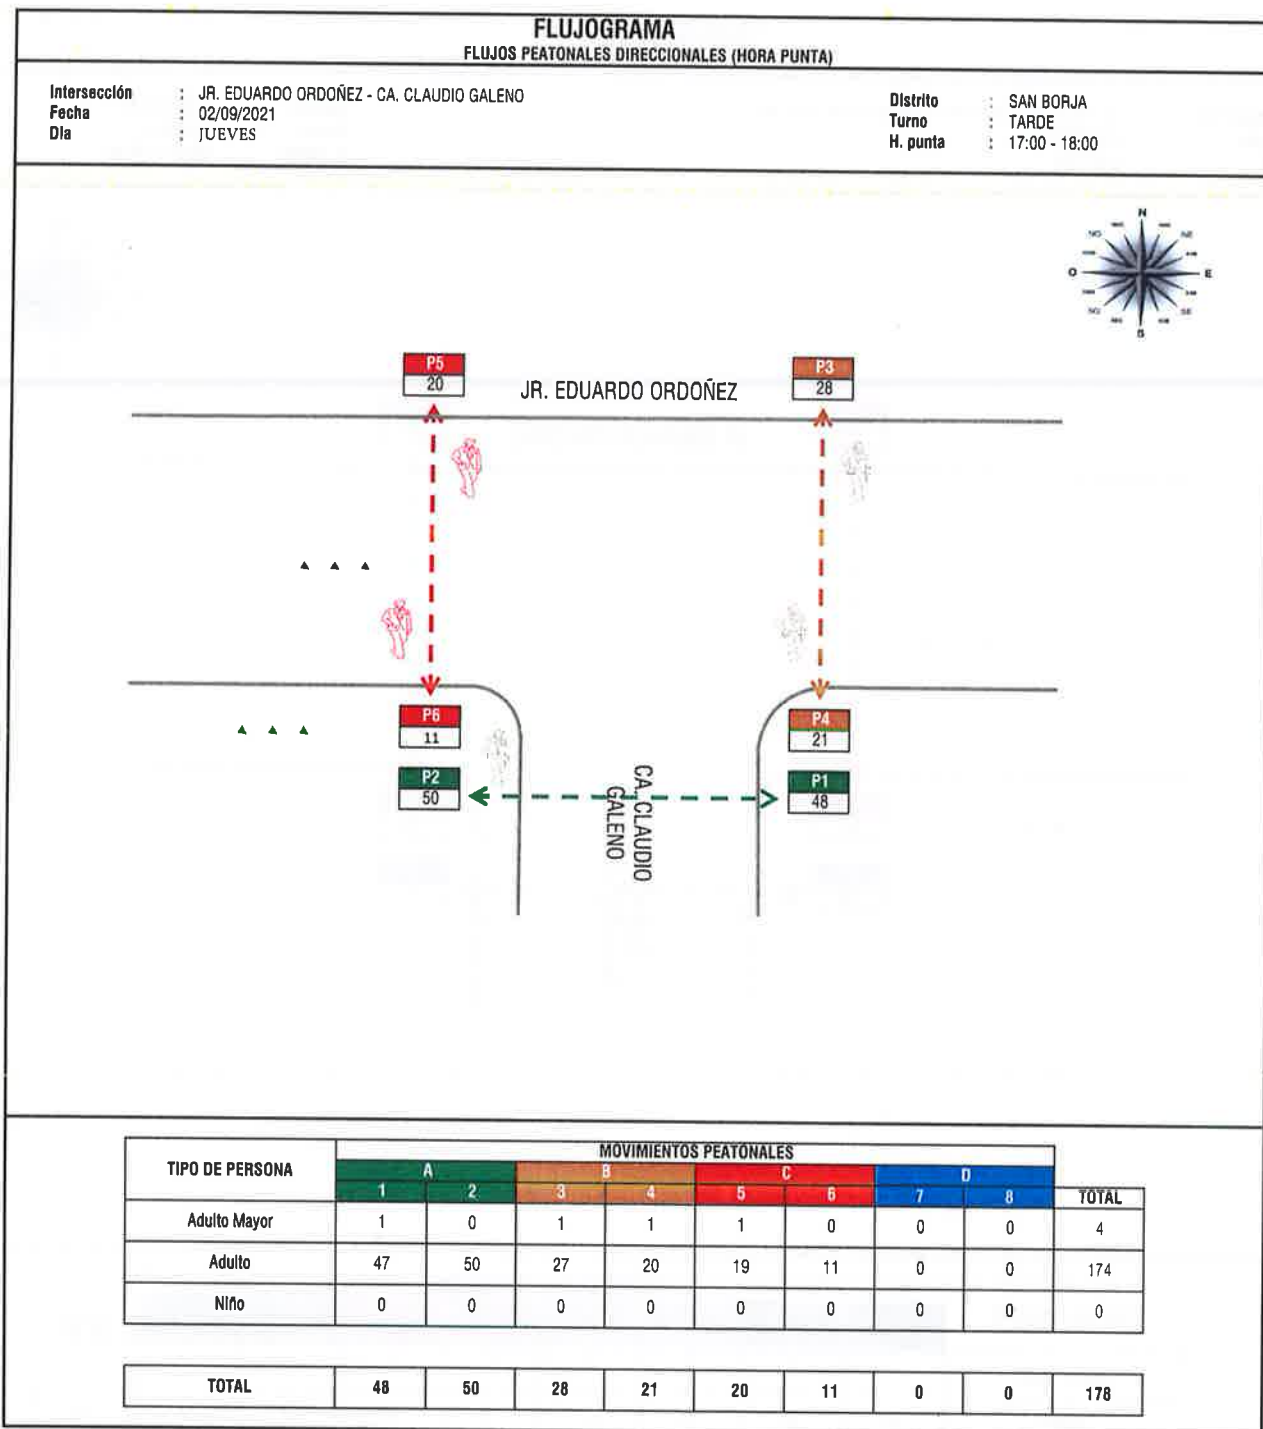 FLUJOGRAMA
FLUJOS PEATONALES DIRECCIONALES (HORA PUNTA)
Intersección : JR. EDUARDO ORDOÑEZ - CA. CLAUDIO GALENO
Fecha : 02/09/2021
Día : JUEVES
Distrito : SAN BORJA
Turno : TARDE
H. punta : 17:00 - 18:00
N
NO NE
O E
SE
S
P5
20
JR. EDUARDO ORDOÑEZ
P3
28
P6
11
P4
21
P2
50
P1
48
CA. CLAUDIO
GALENO
TIPO DE PERSONA MOVIMIENTOS PEATONALES
A B C D
1 2 3 4 5 6 7 8 TOTAL
Adulto Mayor 1 0 1 1 1 0 0 0 4
Adulto 47 50 27 20 19 11 0 0 174
Niño 0 0 0 0 0 0 0 0 0
TOTAL 48 50 28 21 20 11 0 0 178